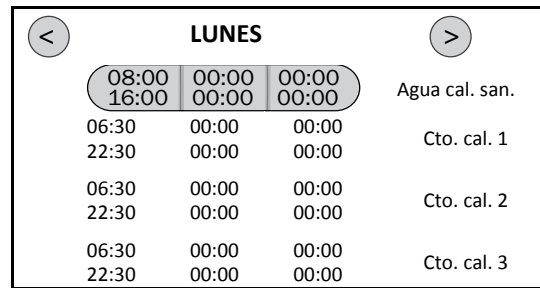 < LUNES >
08:00 00:00 00:00
16:00 00:00 00:00 Agua cal. san.
06:30 00:00 00:00
22:30 00:00 00:00 Cto. cal. 1
06:30 00:00 00:00
22:30 00:00 00:00 Cto. cal. 2
06:30 00:00 00:00
22:30 00:00 00:00 Cto. cal. 3